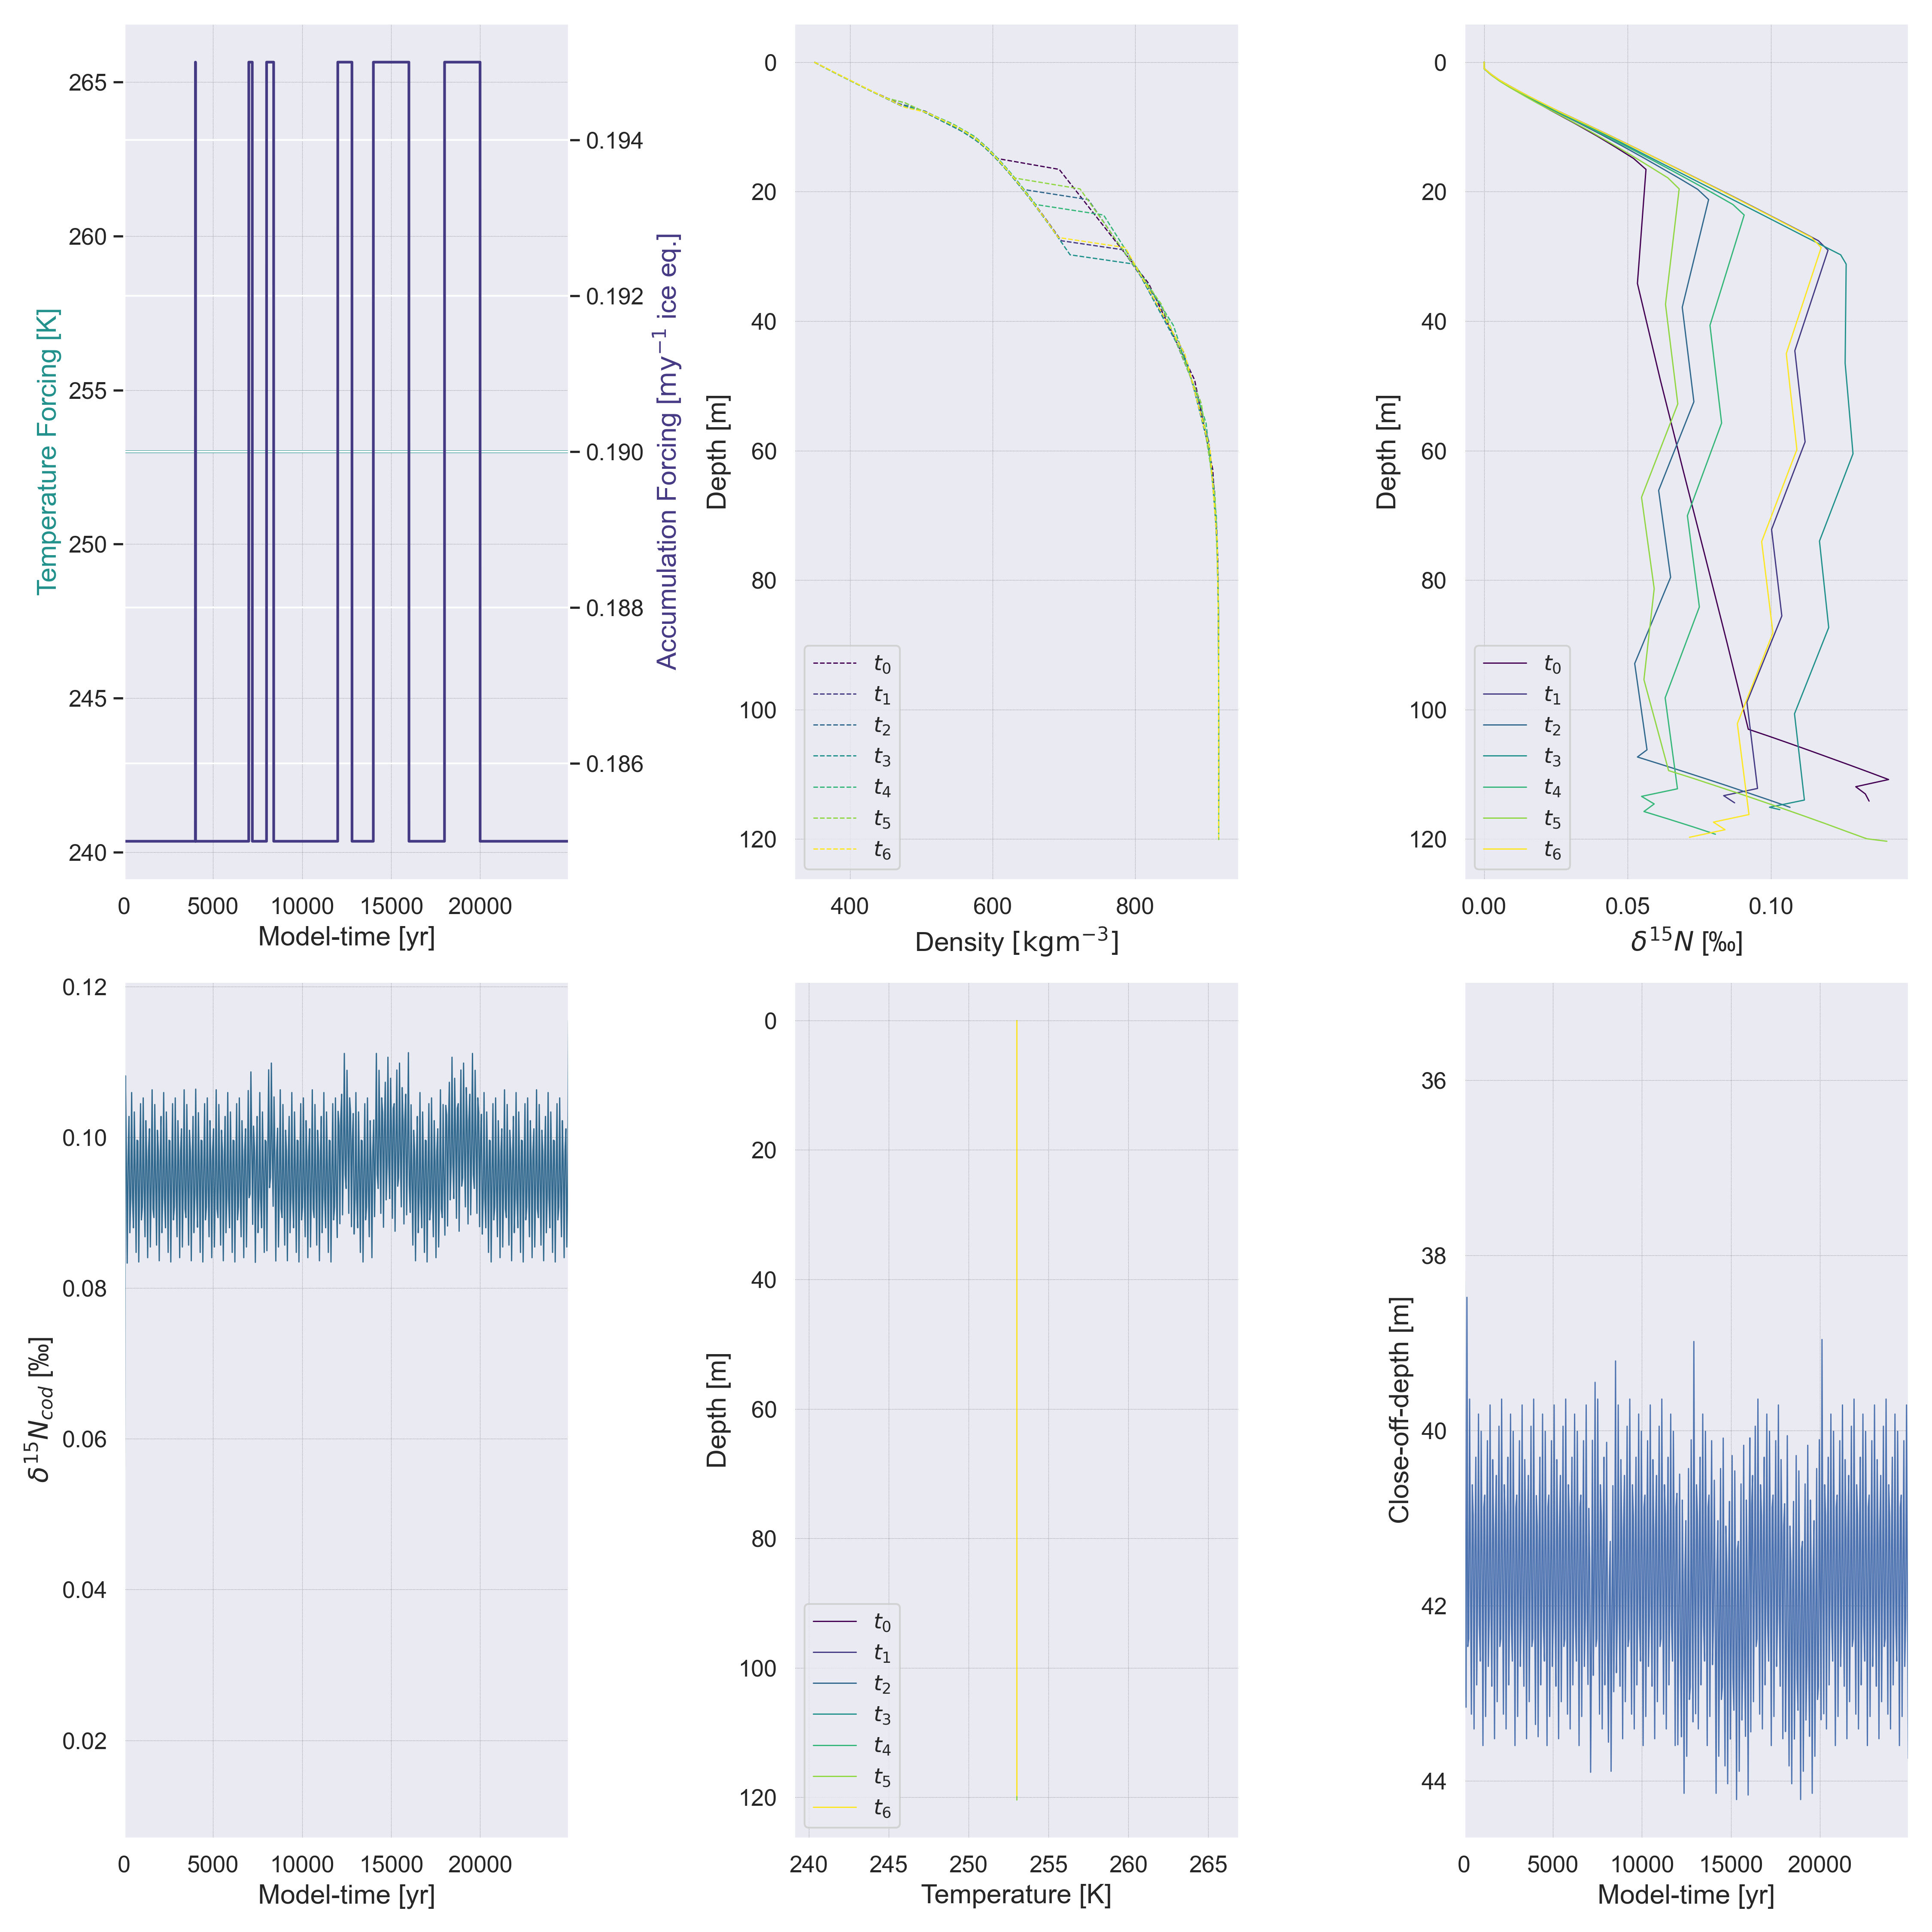 265
260
255
250
245
240
Temperature Forcing [K]
0.194
0.192
0.190
0.188
0.186
Accumulation Forcing [my⁻¹ ice eq.]
0 5000 10000 15000 20000
Model-time [yr]
0
20
40
60
80
100
120
Depth [m]
t₀
t₁
t₂
t₃
t₄
t₅
t₆
400 600 800
Density [kgm⁻³]
0
20
40
60
80
100
120
Depth [m]
t₀
t₁
t₂
t₃
t₄
t₅
t₆
0.00 0.05 0.10
δ¹⁵N [‰]
0.12
0.10
0.08
0.06
0.04
0.02
δ¹⁵N_cod [‰]
0 5000 10000 15000 20000
Model-time [yr]
0
20
40
60
80
100
120
Depth [m]
t₀
t₁
t₂
t₃
t₄
t₅
t₆
240 245 250 255 260 265
Temperature [K]
36
38
40
42
44
Close-off-depth [m]
0 5000 10000 15000 20000
Model-time [yr]